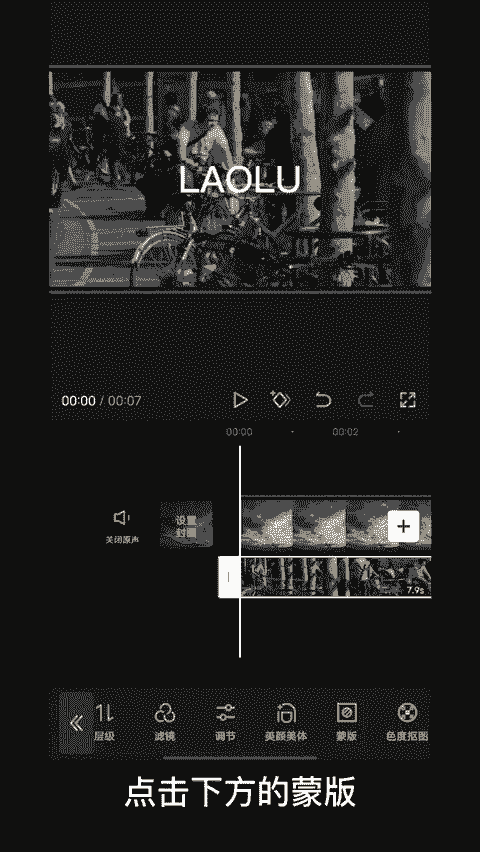 LAOLU
00:00 / 00:07
00:00
00:02
关闭原声
设置
封面
7.9s
层级
滤镜
调节
美颜美体
蒙版
色度抠图
点击下方的蒙版